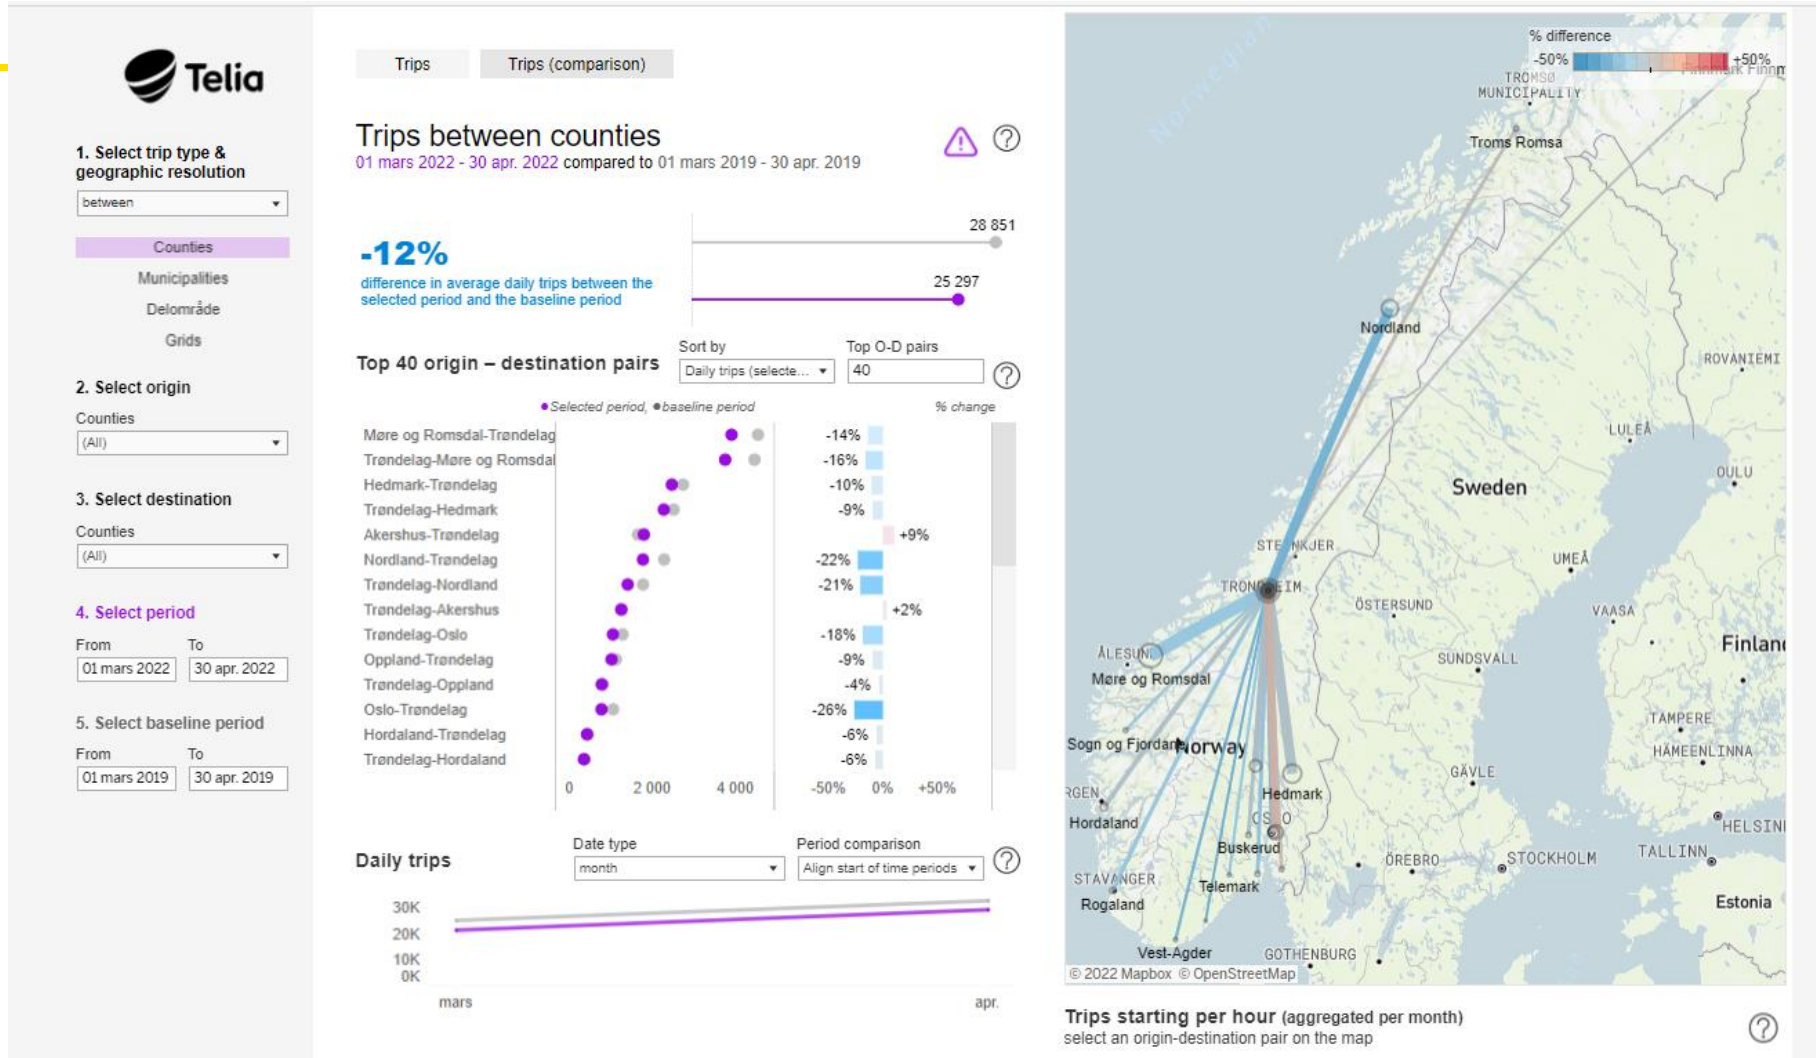 Telia
1. Select trip type &
geographic resolution
between
Counties
Municipalities
Delområde
Grids
2. Select origin
Counties
(All)
3. Select destination
Counties
(All)
4. Select period
From To
01 mars 2022 30 apr. 2022
5. Select baseline period
From To
01 mars 2019 30 apr. 2019
Trips Trips (comparison)
Trips between counties
01 mars 2022 - 30 apr. 2022 compared to 01 mars 2019 - 30 apr. 2019
-12%
difference in average daily trips between the
selected period and the baseline period
28 851
25 297
Top 40 origin – destination pairs
Sort by
Daily trips (selecte...
Top O-D pairs
40
Selected period, baseline period % change
Møre og Romsdal-Trøndelag -14%
Trøndelag-Møre og Romsdal -16%
Hedmark-Trøndelag -10%
Trøndelag-Hedmark -9%
Akershus-Trøndelag +9%
Nordland-Trøndelag -22%
Trøndelag-Nordland -21%
Trøndelag-Akershus +2%
Trøndelag-Oslo -18%
Oppland-Trøndelag -9%
Trøndelag-Oppland -4%
Oslo-Trøndelag -26%
Hordaland-Trøndelag -6%
Trøndelag-Hordaland -6%
0 2 000 4 000 -50% 0% +50%
Daily trips
Date type
month
Period comparison
Align start of time periods
30K
20K
10K
0K
mars apr.
% difference
-50% +50%
Norwegian
TROMSØ
MUNICIPALITY
Troms Romsa
Nordland
ROVANIEMI
LULEÅ
OULU
Sweden
UMEÅ
ÖSTERSUND
VAASA
Finlan
ÅLESUN
Møre og Romsdal
SUNDSVALL
TAMPERE
Sogn og Fjordane
Norway
HÄMEENLINNA
GÄVLE
RGEN
Hedmark
Hordaland
HELSIN
Buskerud
ÖREBRO
STOCKHOLM
TALLINN
STAVANGER
Telemark
Rogaland
Estonia
Vest-Agder
GOTHENBURG
© 2022 Mapbox © OpenStreetMap
Trips starting per hour (aggregated per month)
select an origin-destination pair on the map